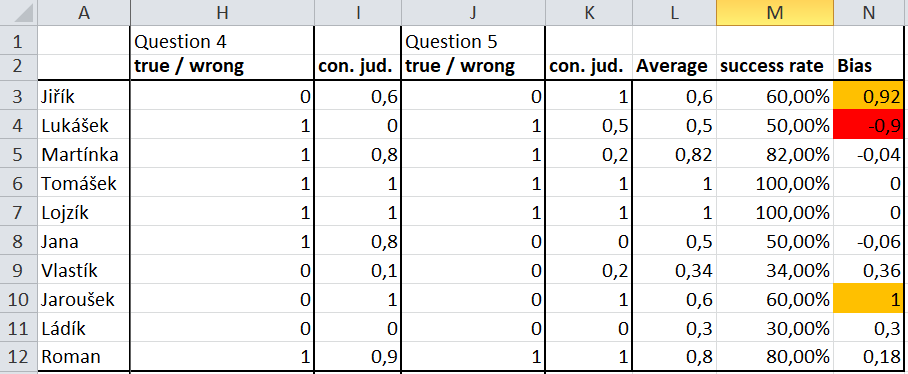 A H I J K L M N
1 Question 4 Question 5
2 true / wrong con. jud. true / wrong con. jud. Average success rate Bias
3 Jiřík 0 0,6 0 1 0,6 60,00% 0,92
4 Lukášek 1 0 1 0,5 0,5 50,00% -0,9
5 Martínka 1 0,8 1 0,2 0,82 82,00% -0,04
6 Tomášek 1 1 1 1 1 100,00% 0
7 Lojzík 1 1 1 1 1 100,00% 0
8 Jana 1 0,8 0 0 0,5 50,00% -0,06
9 Vlastík 0 0,1 0 0,2 0,34 34,00% 0,36
10 Jaroušek 0 1 0 1 0,6 60,00% 1
11 Ládík 0 0 0 0 0,3 30,00% 0,3
12 Roman 1 0,9 1 1 0,8 80,00% 0,18